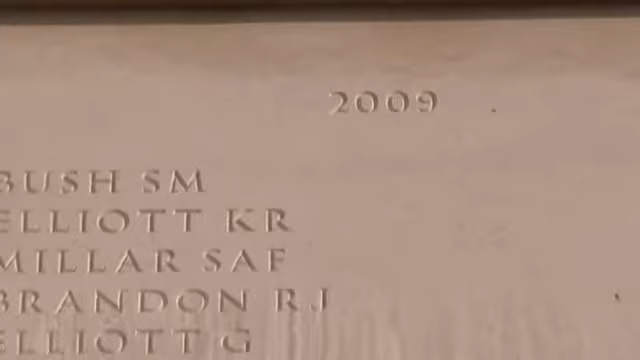 2009
BUSH SM
ELLIOTT KR
MILLAR SAF
BRANDON RJ
ELLIOTT G